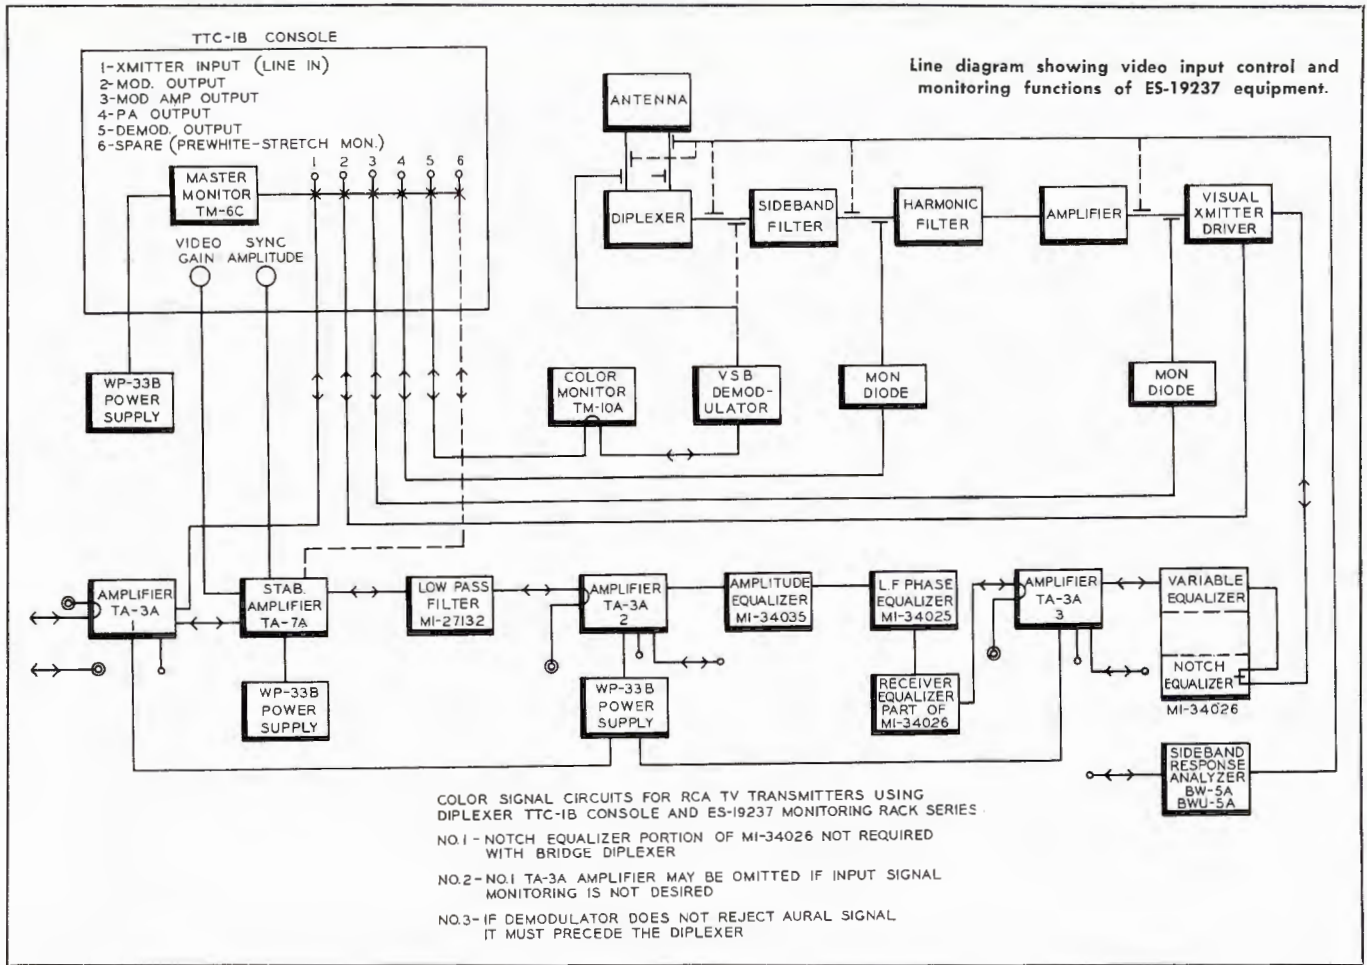 TTC-1B CONSOLE
1-XMITTER INPUT (LINE IN)
2-MOD. OUTPUT
3-MOD AMP OUTPUT
4-PA OUTPUT
5-DEMOD. OUTPUT
6-SPARE (PREWHITE-STRETCH MON.)
1 2 3 4 5 6
MASTER
MONITOR
TM-6C
VIDEO
GAIN
SYNC
AMPLITUDE
Line diagram showing video input control and
monitoring functions of ES-19237 equipment.
ANTENNA
DIPLEXER
SIDEBAND
FILTER
HARMONIC
FILTER
AMPLIFIER
VISUAL
XMITTER
DRIVER
WP-33B
POWER
SUPPLY
COLOR
MONITOR
TM-10A
VSB
DEMOD-
ULATOR
MON
DIODE
MON
DIODE
AMPLIFIER
TA-3A
1
STAB.
AMPLIFIER
TA-7A
LOW PASS
FILTER
MI-27132
AMPLIFIER
TA-3A
2
AMPLITUDE
EQUALIZER
MI-34035
L.F PHASE
EQUALIZER
MI-34025
AMPLIFIER
TA-3A
3
VARIABLE
EQUALIZER
NOTCH
EQUALIZER
MI-34026
WP-33B
POWER
SUPPLY
WP-33B
POWER
SUPPLY
RECEIVER
EQUALIZER
PART OF
MI-34026
SIDEBAND
RESPONSE
ANALYZER
BW-5A
BWU-5A
COLOR SIGNAL CIRCUITS FOR RCA TV TRANSMITTERS USING
DIPLEXER TTC-1B CONSOLE AND ES-19237 MONITORING RACK SERIES
NO.1-NOTCH EQUALIZER PORTION OF MI-34026 NOT REQUIRED
WITH BRIDGE DIPLEXER
NO.2-NO.1 TA-3A AMPLIFIER MAY BE OMITTED IF INPUT SIGNAL
MONITORING IS NOT DESIRED
NO.3-IF DEMODULATOR DOES NOT REJECT AURAL SIGNAL
IT MUST PRECEDE THE DIPLEXER